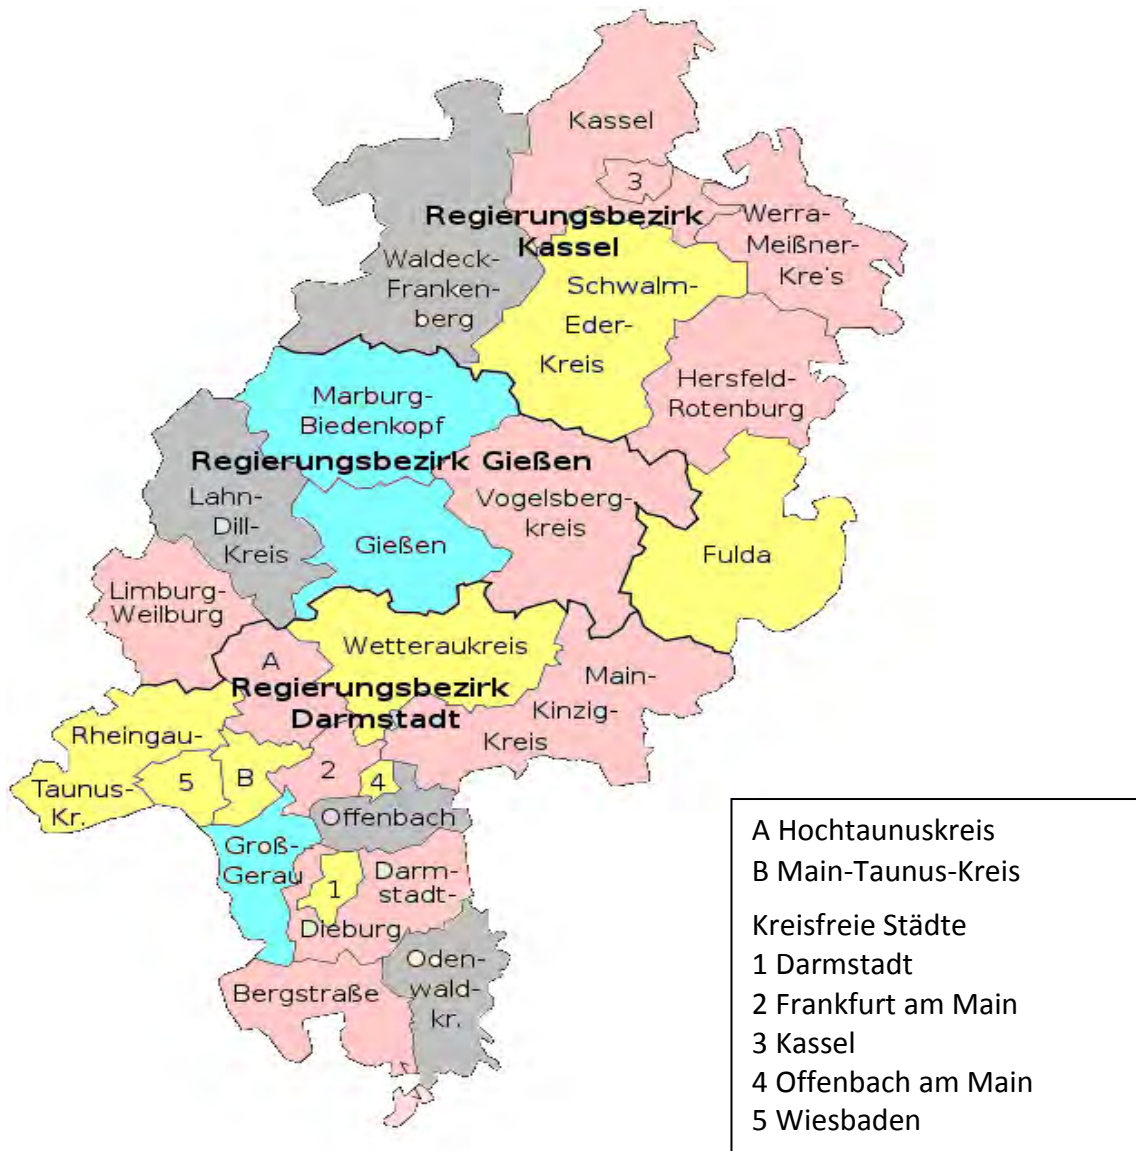 Kassel
3
Regierungsbezirk
Kassel
Werra-
Meißner-
Kre's
Waldeck-
Franken-
berg
Schwalm-
Eder-
Kreis
Hersfeld-
Rotenburg
Marburg-
Biedenkopf
Regierungsbezirk Gießen
Lahn-
Dill-
Kreis
Gießen
Vogelsberg-
kreis
Fulda
Limburg-
Weilburg
A
Wetteraukreis
Regierungsbezirk
Darmstadt
Main-
Kinzig-
Kreis
Rheingau-
Taunus-
Kr.
5
B
2
4
Offenbach
Groß-
Gerau
1
Darm-
stadt-
Dieburg
Oden-
wald-
kr.
Bergstraße
A Hochtaunuskreis
B Main-Taunus-Kreis
Kreisfreie Städte
1 Darmstadt
2 Frankfurt am Main
3 Kassel
4 Offenbach am Main
5 Wiesbaden